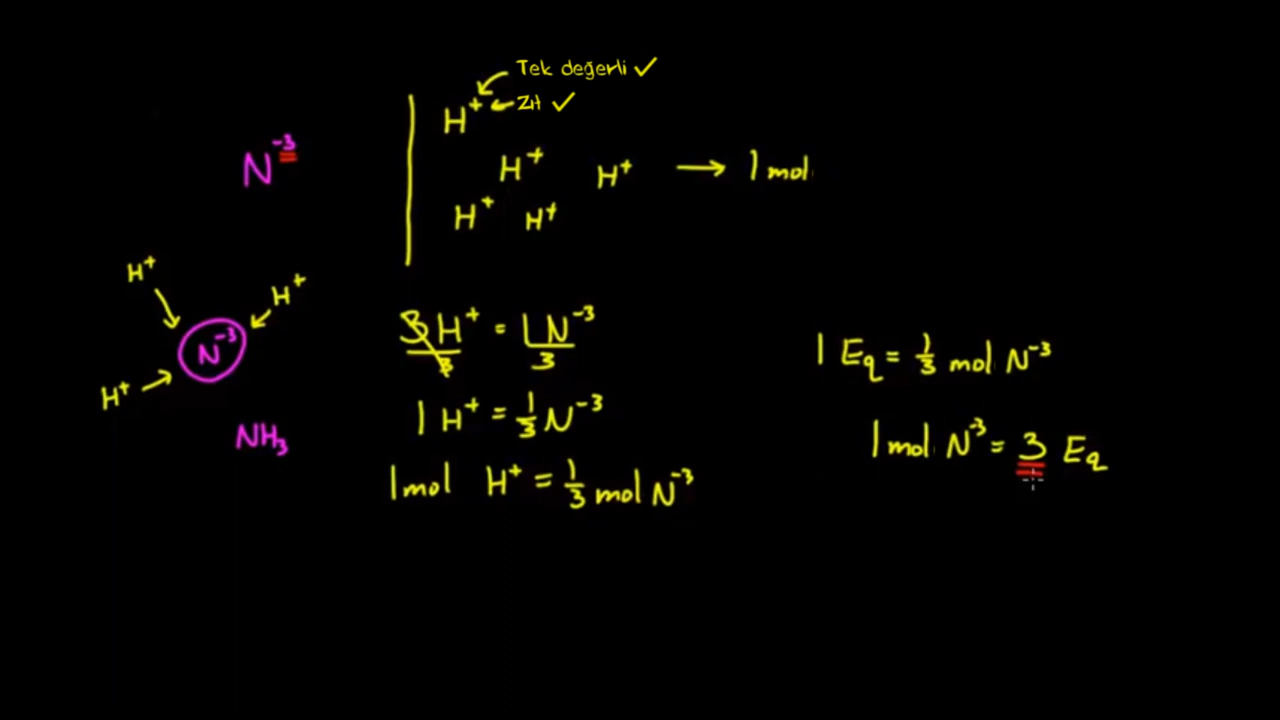 Tek değerli ✓
H⁺ Zıt ✓
N⁻³
H⁺ H⁺ → 1 mol
H⁺ H⁺
H⁺
H⁺
N⁻³
H⁺
NH₃
3H⁺/3 = 1N⁻³/3
1 H⁺ = 1/3 N⁻³
1 mol H⁺ = 1/3 mol N⁻³
1 Eq = 1/3 mol N⁻³
1 mol N⁻³ = 3 Eq